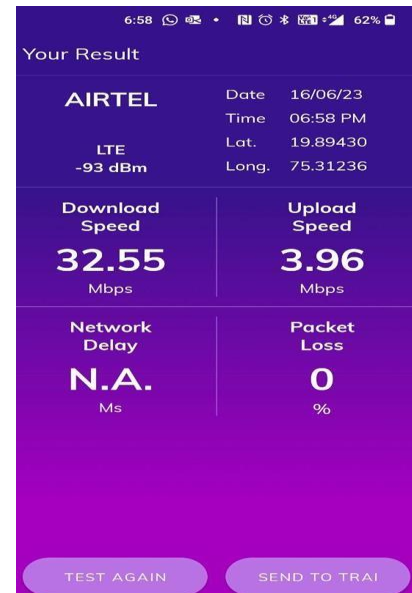 6:58 62%
Your Result
AIRTEL
LTE
-93 dBm
Date 16/06/23
Time 06:58 PM
Lat. 19.89430
Long. 75.31236
Download
Speed
32.55
Mbps
Upload
Speed
3.96
Mbps
Network
Delay
N.A.
Ms
Packet
Loss
0
%
TEST AGAIN
SEND TO TRAI